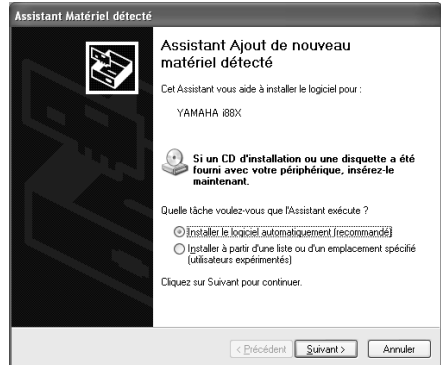 Assistant Matériel détecté
Assistant Ajout de nouveau
matériel détecté
Cet Assistant vous aide à installer le logiciel pour :
YAMAHA i88X
Si un CD d'installation ou une disquette a été
fourni avec votre périphérique, insérez-le
maintenant.
Quelle tâche voulez-vous que l'Assistant exécute ?
Installer le logiciel automatiquement (recommandé)
Installer à partir d'une liste ou d'un emplacement spécifié
(utilisateurs expérimentés)
Cliquez sur Suivant pour continuer.
< Précédent Suivant > Annuler